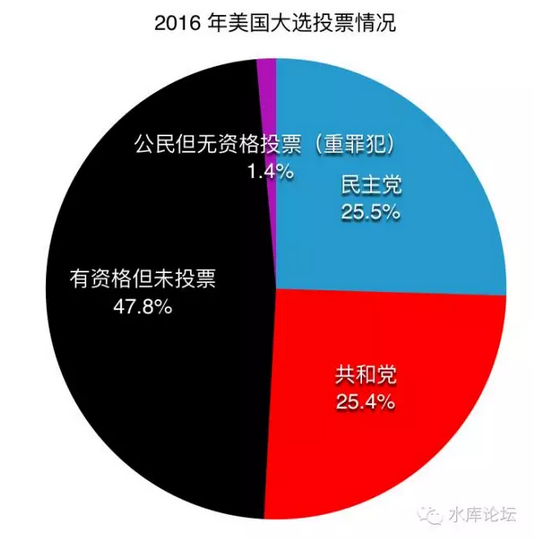 2016 年美国大选投票情况
公民但无资格投票（重罪犯）
1.4%
民主党
25.5%
有资格但未投票
47.8%
共和党
25.4%
水库论坛